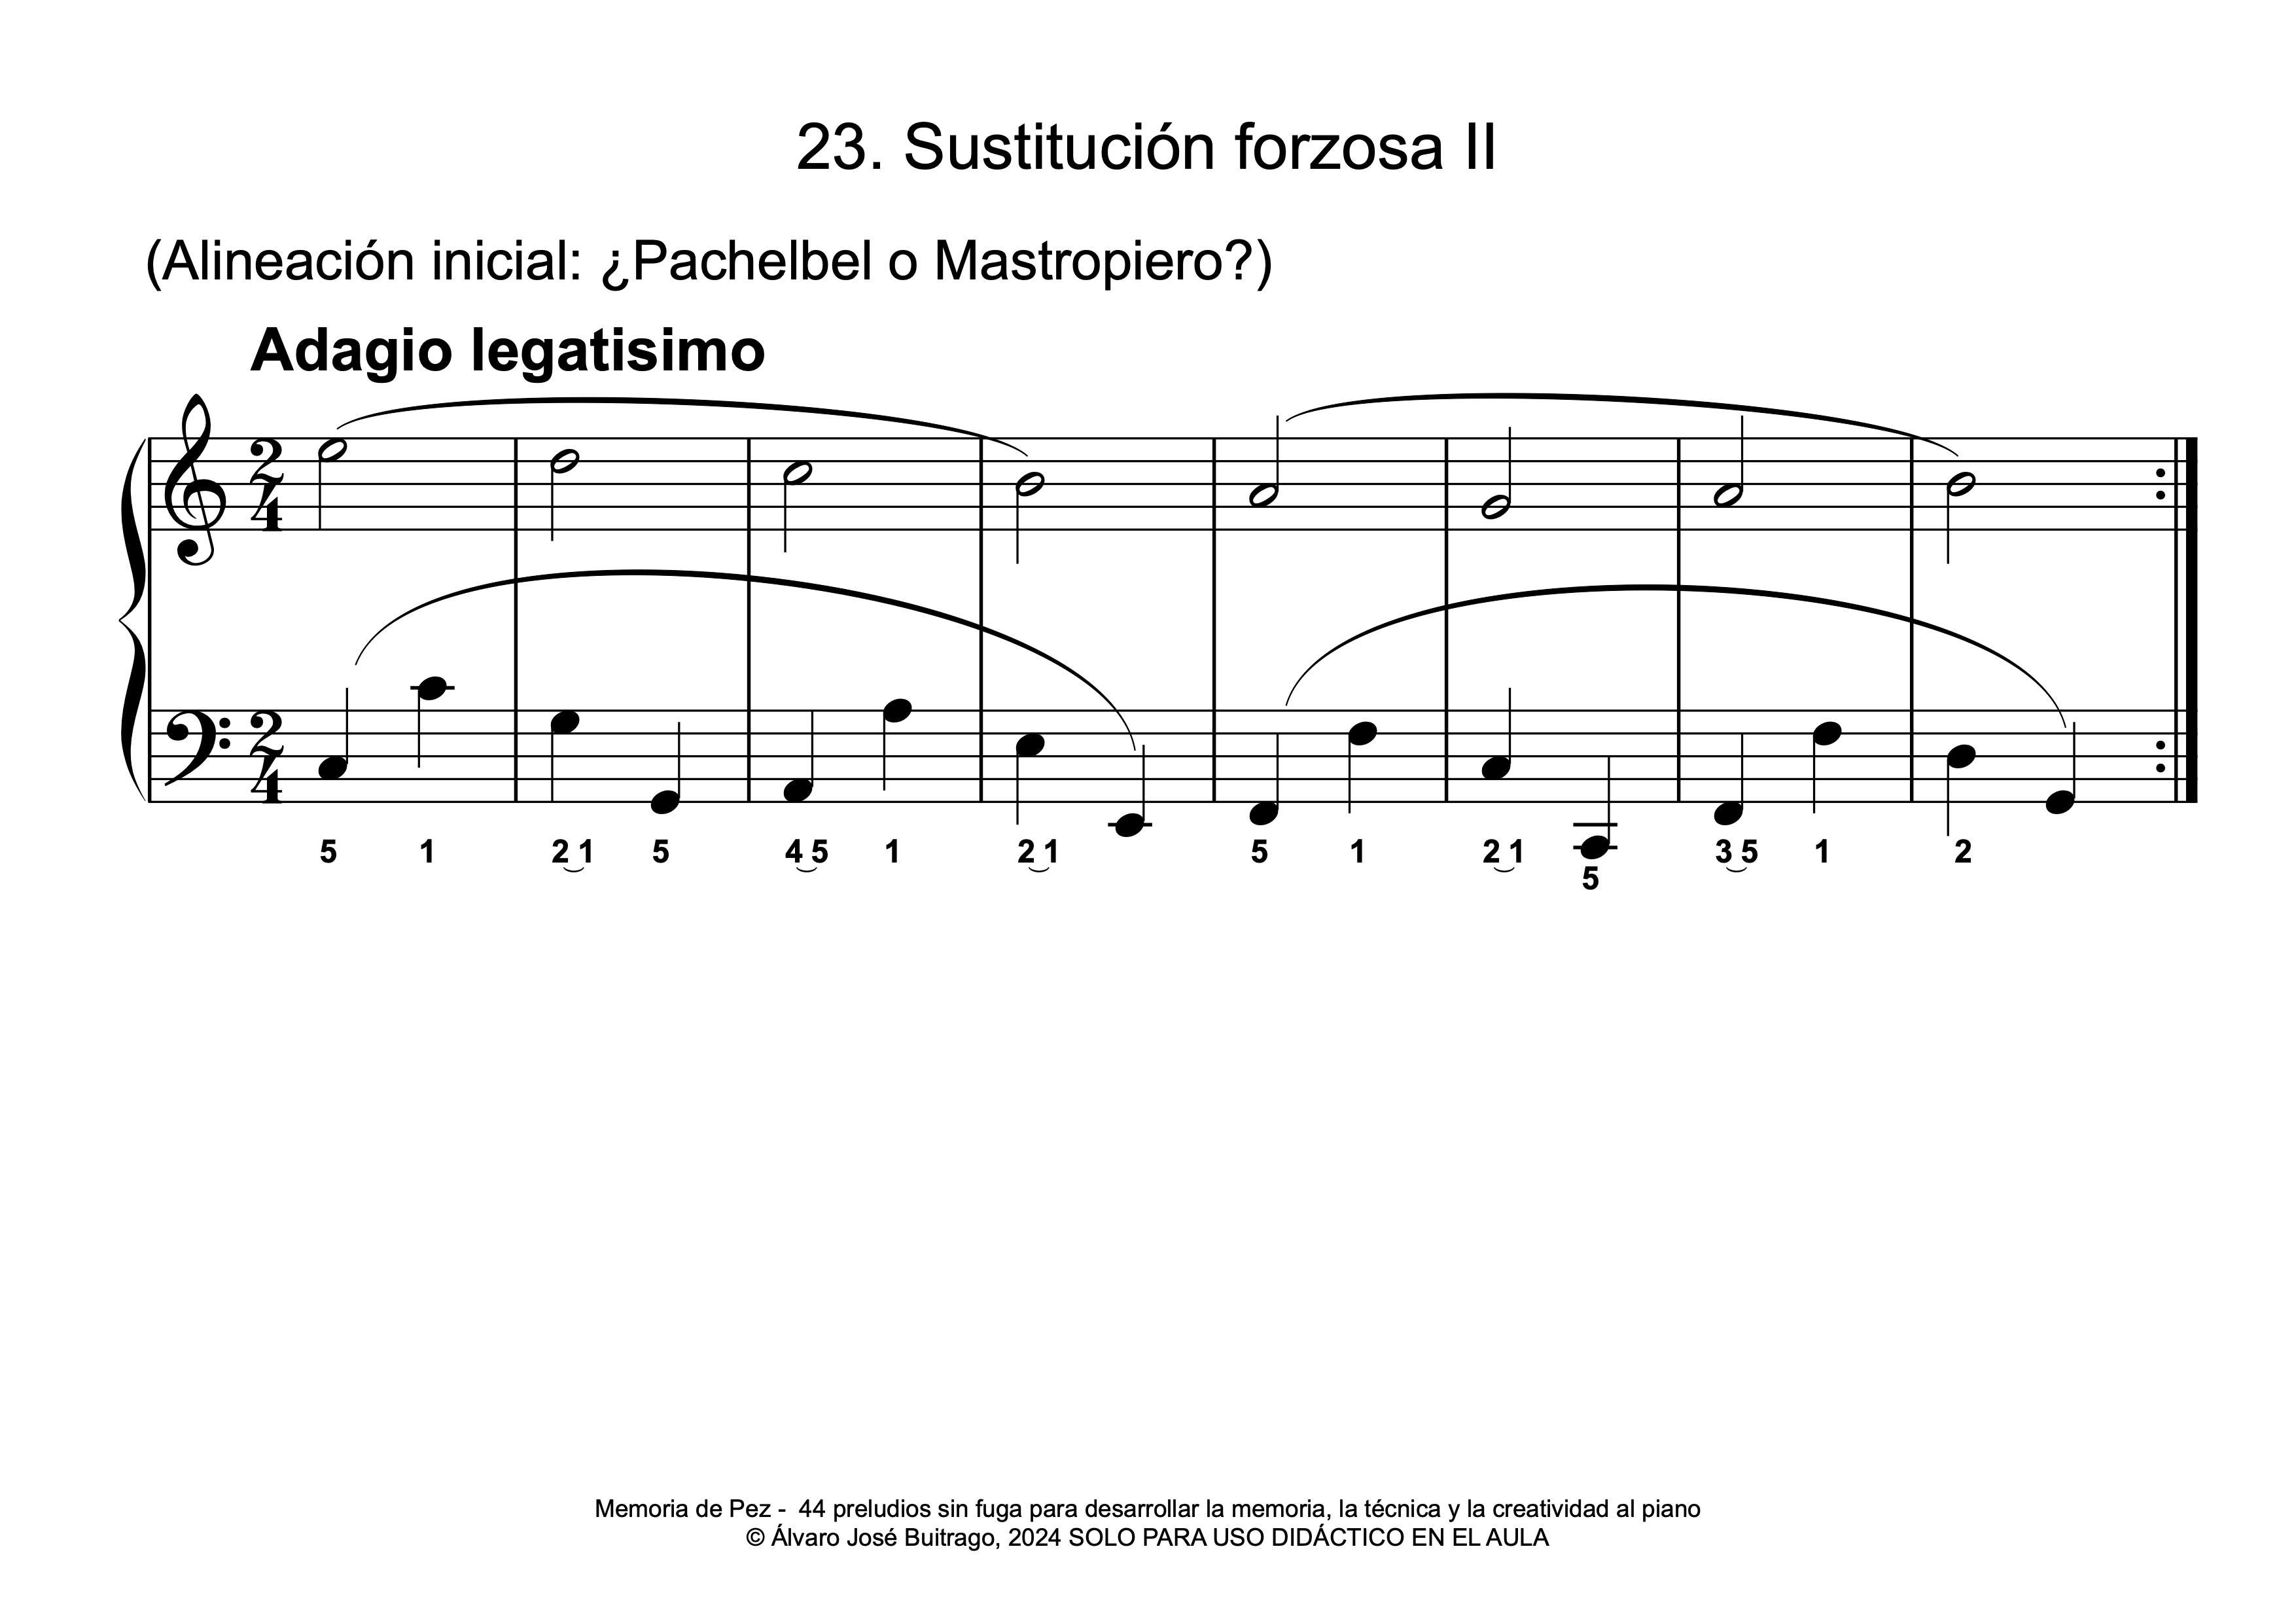 23. Sustitución forzosa II
(Alineación inicial: ¿Pachelbel o Mastropiero?)
Adagio legatisimo
2 4
2 4
5 1 2 1 5 4 5 1 2 1 5 1 2 1 5 3 5 1 2
Memoria de Pez - 44 preludios sin fuga para desarrollar la memoria, la técnica y la creatividad al piano
© Álvaro José Buitrago, 2024 SOLO PARA USO DIDÁCTICO EN EL AULA